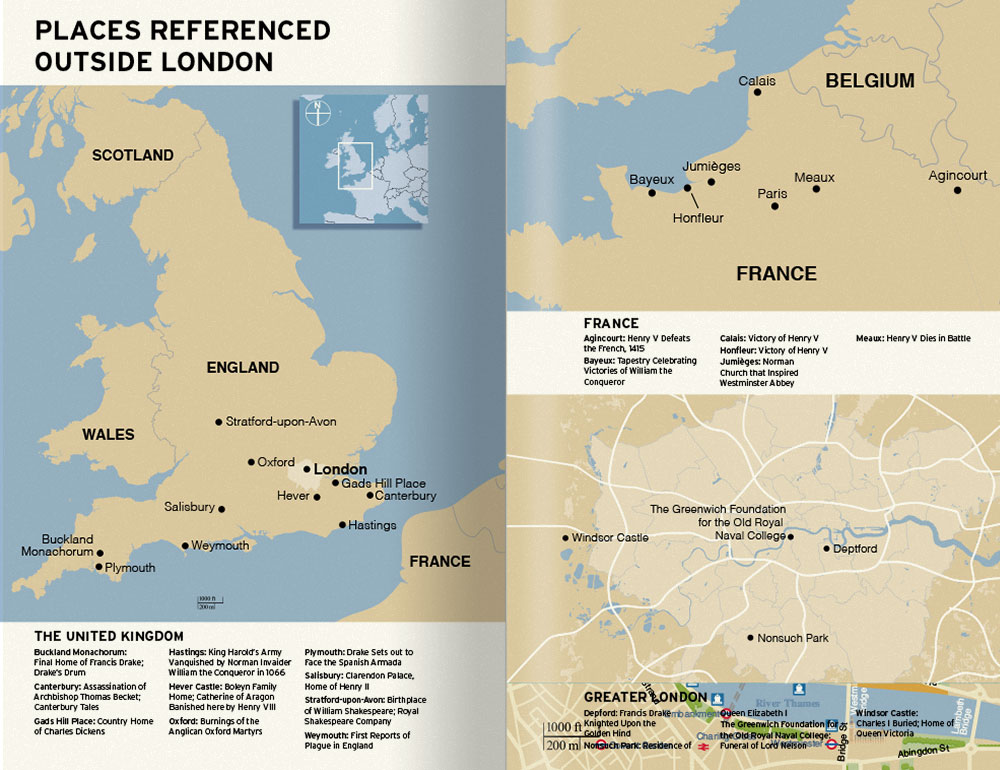 PLACES REFERENCED
OUTSIDE LONDON
N
SCOTLAND
ENGLAND
WALES
Stratford-upon-Avon
Oxford
London
Gads Hill Place
Hever
Canterbury
Salisbury
Hastings
Weymouth
Buckland
Monachorum
Plymouth
FRANCE
1000 ft
200 m
THE UNITED KINGDOM
Buckland Monachorum:
Final Home of Francis Drake;
Drake's Drum
Canterbury: Assassination of
Archbishop Thomas Becket;
Canterbury Tales
Gads Hill Place: Country Home
of Charles Dickens
Hastings: King Harold's Army
Vanquished by Norman Invader
William the Conqueror in 1066
Hever Castle: Boleyn Family
Home; Catherine of Aragon
Banished here by Henry VIII
Oxford: Burnings of the
Anglican Oxford Martyrs
Plymouth: Drake Sets out to
Face the Spanish Armada
Salisbury: Clarendon Palace,
Home of Henry II
Stratford-upon-Avon: Birthplace
of William Shakespeare; Royal
Shakespeare Company
Weymouth: First Reports of
Plague in England
Calais
BELGIUM
Jumièges
Bayeux
Meaux
Agincourt
Paris
Honfleur
FRANCE
FRANCE
Agincourt: Henry V Defeats
the French, 1415
Bayeux: Tapestry Celebrating
Victories of William the
Conqueror
Calais: Victory of Henry V
Honfleur: Victory of Henry V
Jumièges: Norman
Church that Inspired
Westminster Abbey
Meaux: Henry V Dies in Battle
The Greenwich Foundation
for the Old Royal
Naval College
Windsor Castle
Deptford
Nonsuch Park
GREATER LONDON
Depford: Francis Drake
Knighted Upon the
Golden Hind
Nonsuch Park: Residence of
Queen Elizabeth I
The Greenwich Foundation for
the Old Royal Naval College:
Funeral of Lord Nelson
Windsor Castle:
Charles I Buried; Home of
Queen Victoria
1000 ft
200 m
River Thames
Bridge St
Lambeth
Bridge
Abingdon St